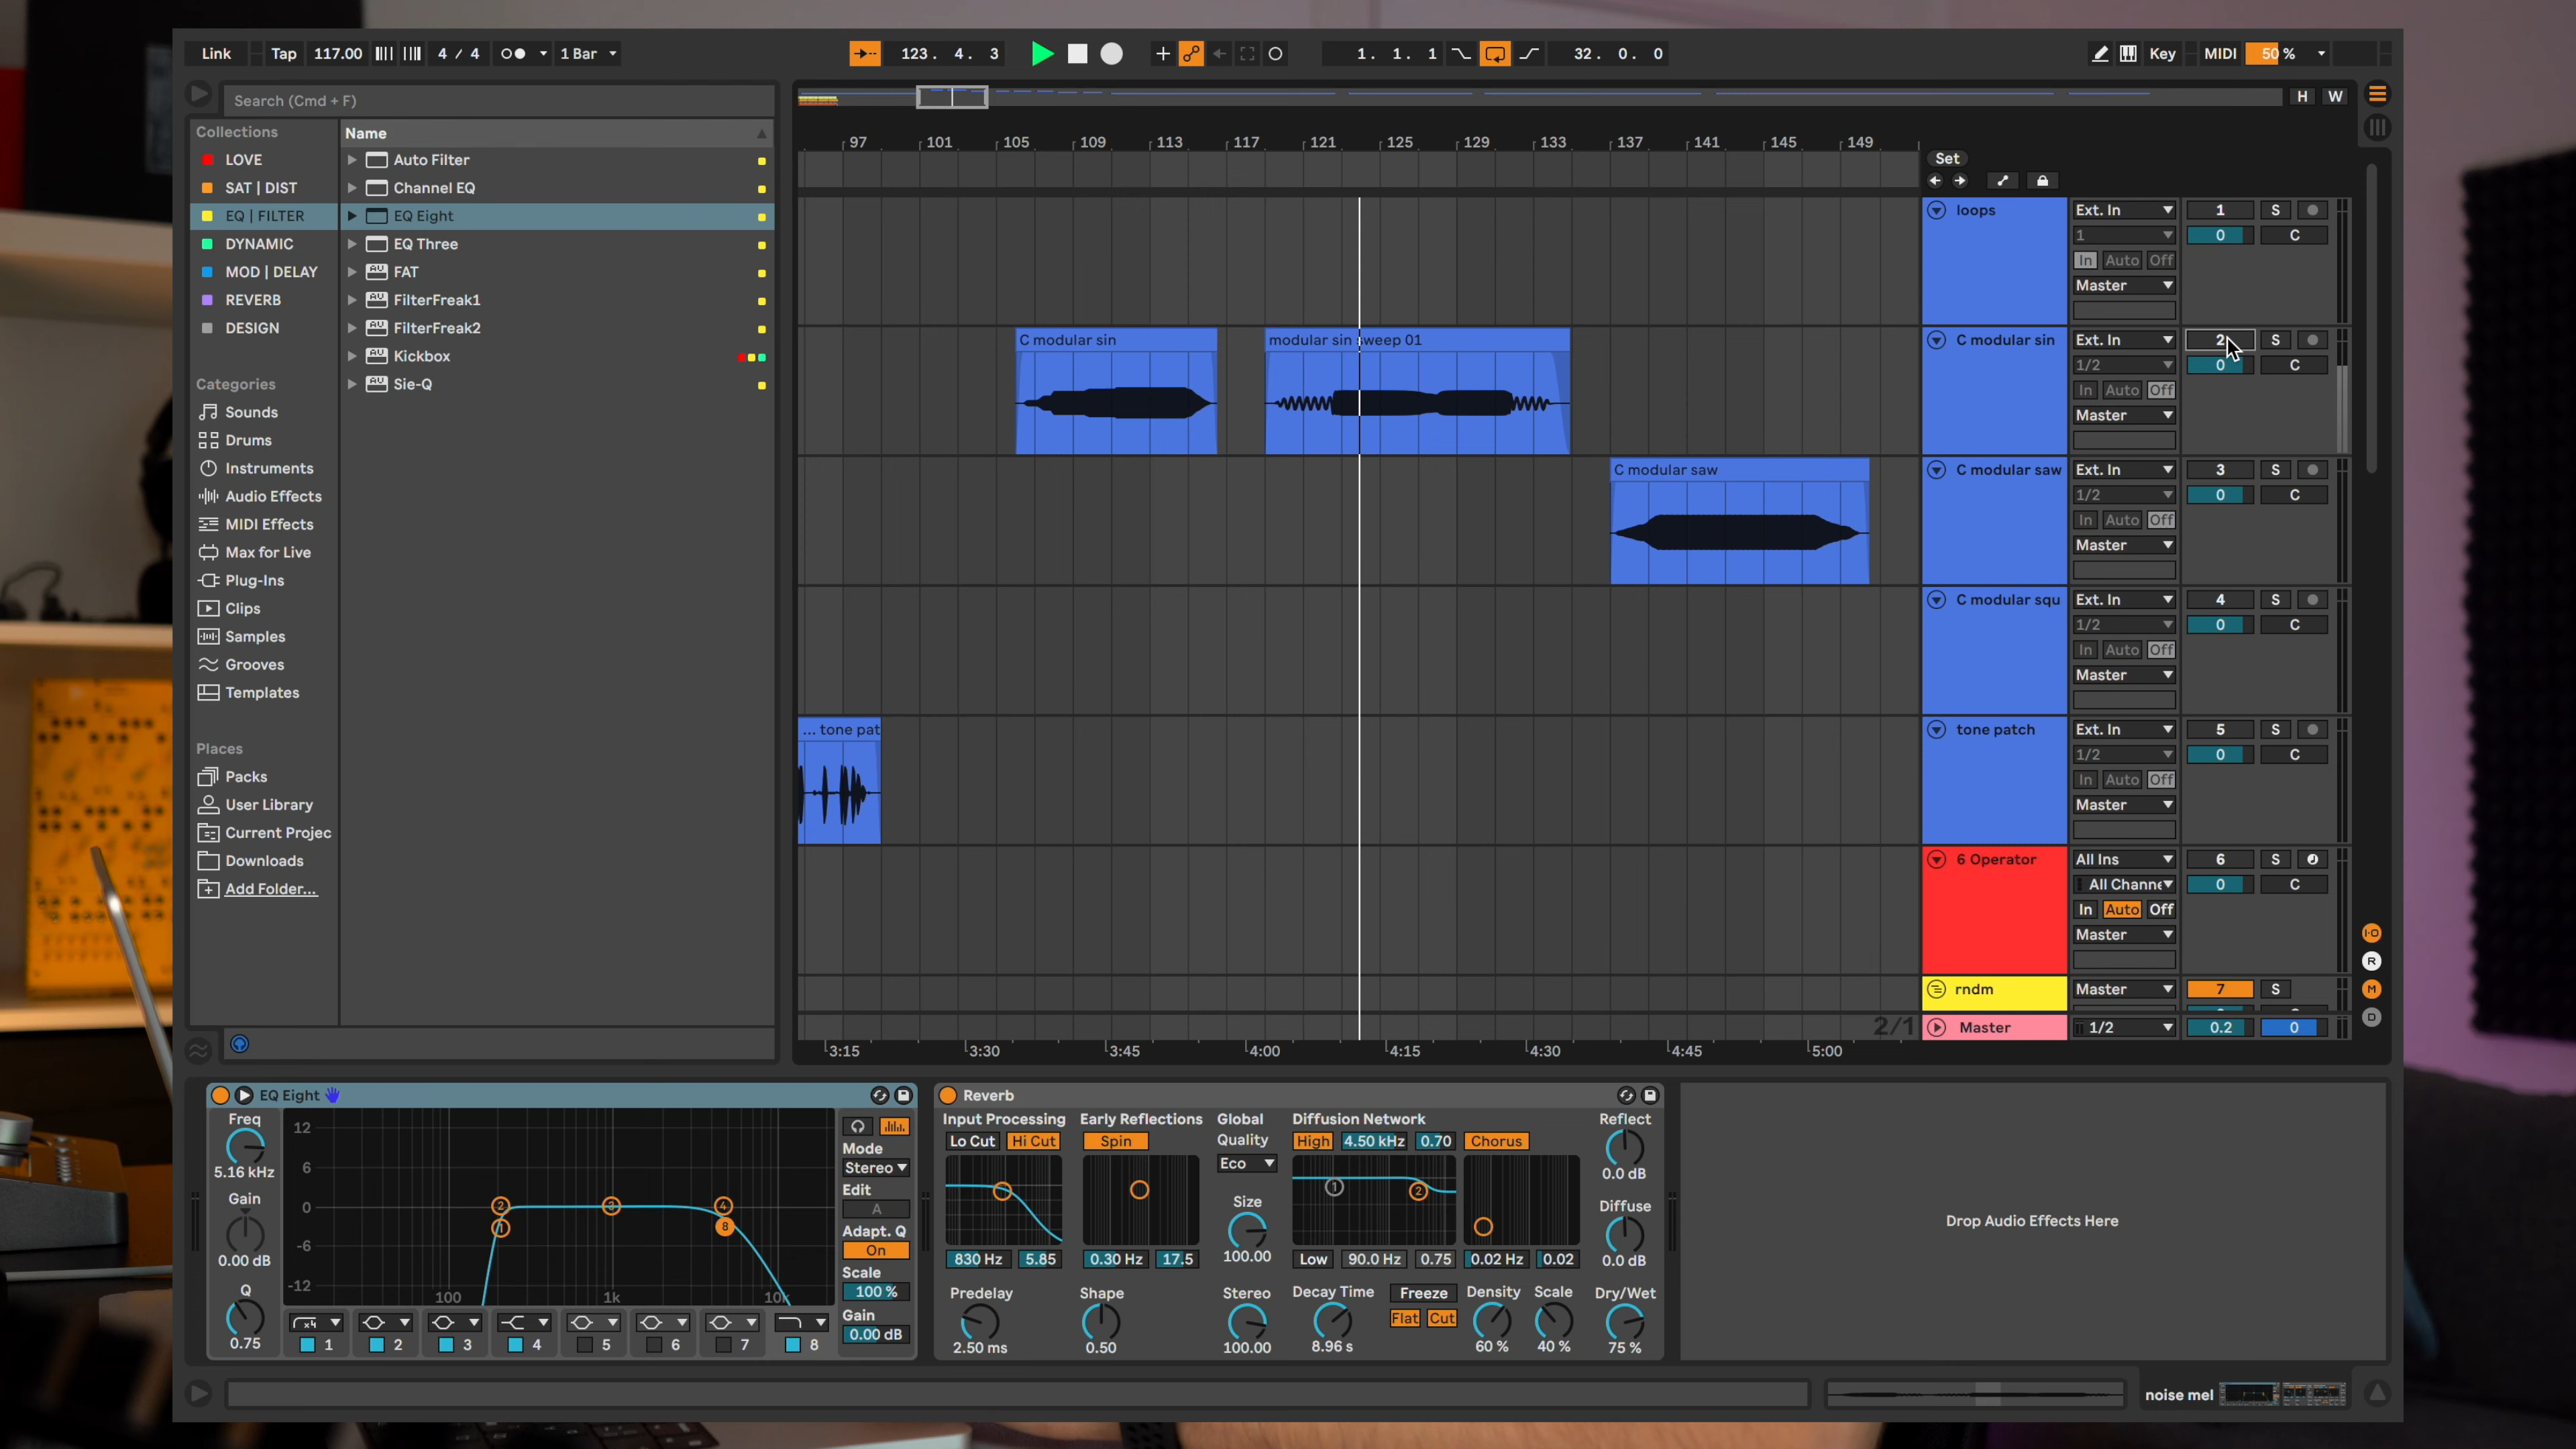 Link Tap 117.00 4 / 4 1 Bar 123. 4. 3 1. 1. 1 32. 0. 0 Key MIDI 50 %
Search (Cmd + F) H W
Collections
LOVE
SAT | DIST
EQ | FILTER
DYNAMIC
MOD | DELAY
REVERB
DESIGN
Categories
Sounds
Drums
Instruments
Audio Effects
MIDI Effects
Max for Live
Plug-Ins
Clips
Samples
Grooves
Templates
Places
Packs
User Library
Current Projec
Downloads
Add Folder...
Name
Auto Filter
Channel EQ
EQ Eight
EQ Three
FAT
FilterFreak1
FilterFreak2
Kickbox
Sie-Q
97 101 105 109 113 117 121 125 129 133 137 141 145 149
Set
C modular sin
modular sin sweep 01
C modular saw
... tone pat
2/1
3:15 3:30 3:45 4:00 4:15 4:30 4:45 5:00
loops Ext. In 1 S
1 0 C
In Auto Off
Master
C modular sin Ext. In 2 S
1/2 0 C
In Auto Off
Master
C modular saw Ext. In 3 S
1/2 0 C
In Auto Off
Master
C modular squ Ext. In 4 S
1/2 0 C
In Auto Off
Master
tone patch Ext. In 5 S
1/2 0 C
In Auto Off
Master
6 Operator All Ins 6 S
All Channe 0 C
In Auto Off
Master
rndm Master 7 S
Master 1/2 0.2 0
I·O
R
M
D
EQ Eight
Freq
5.16 kHz
Gain
0.00 dB
Q
0.75
12
6
0
-6
-12
100 1k 10k
1 2 3 4 8
1 2 3 4 5 6 7 8
Mode
Stereo
Edit
A
Adapt. Q
On
Scale
100 %
Gain
0.00 dB
Reverb
Input Processing Early Reflections Global Diffusion Network Reflect
Lo Cut Hi Cut Spin Quality High 4.50 kHz 0.70 Chorus
Eco 0.0 dB
1 2
Size Diffuse
830 Hz 5.85 0.30 Hz 17.5 100.00 Low 90.0 Hz 0.75 0.02 Hz 0.02 0.0 dB
Predelay Shape Stereo Decay Time Freeze Density Scale Dry/Wet
Flat Cut
2.50 ms 0.50 100.00 8.96 s 60 % 40 % 75 %
Drop Audio Effects Here
noise mel